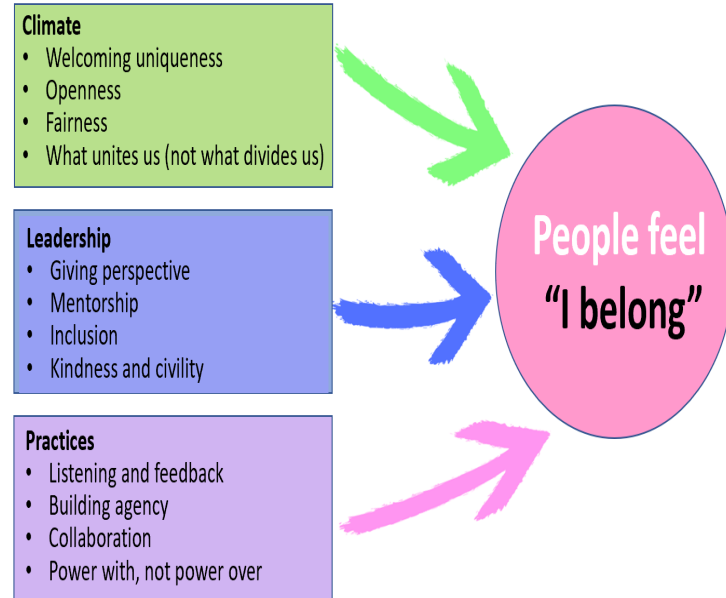 Climate
• Welcoming uniqueness
• Openness
• Fairness
• What unites us (not what divides us)
Leadership
• Giving perspective
• Mentorship
• Inclusion
• Kindness and civility
Practices
• Listening and feedback
• Building agency
• Collaboration
• Power with, not power over
People feel
“I belong”